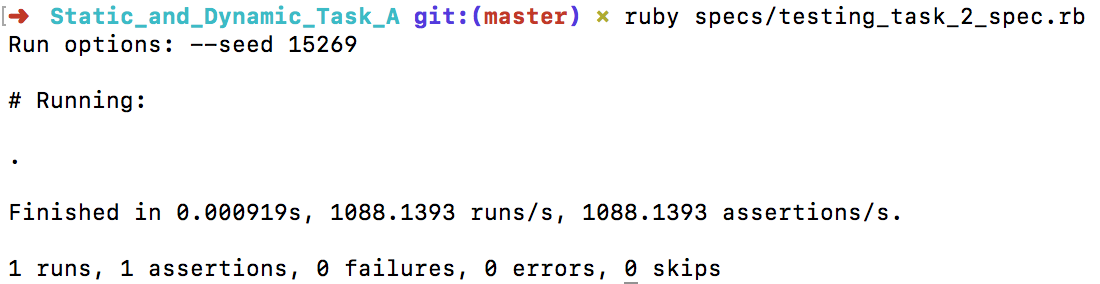 [➜ Static_and_Dynamic_Task_A git:(master) × ruby specs/testing_task_2_spec.rb
Run options: --seed 15269
# Running:
.
Finished in 0.000919s, 1088.1393 runs/s, 1088.1393 assertions/s.
1 runs, 1 assertions, 0 failures, 0 errors, 0 skips